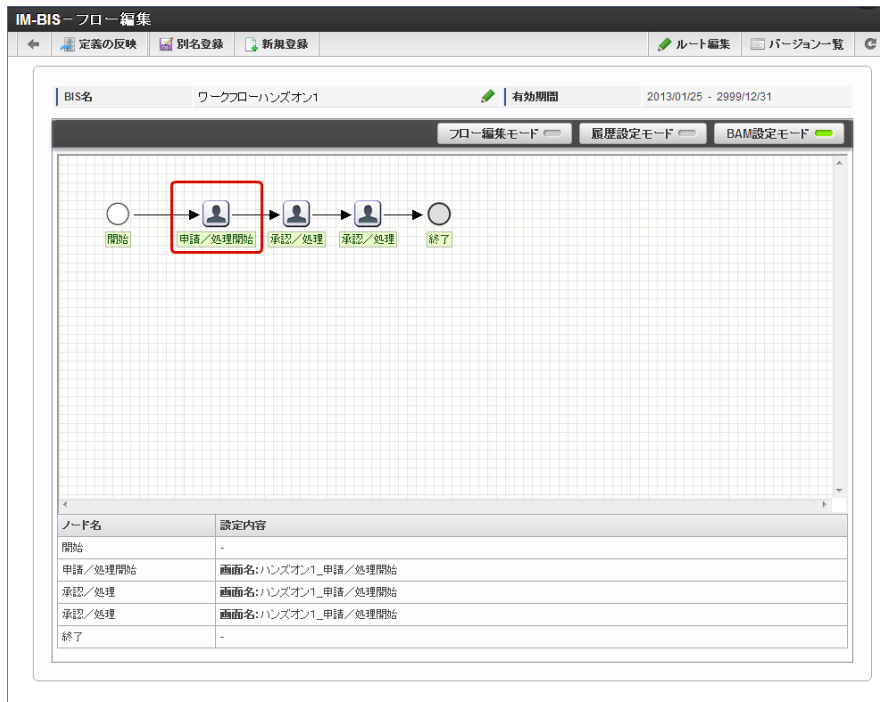 IM-BIS－フロー編集
定義の反映 別名登録 新規登録 ルート編集 バージョン一覧
BIS名 ワークフローハンズオン1 有効期間 2013/01/25 - 2999/12/31
フロー編集モード 履歴設定モード BAM設定モード
開始 申請／処理開始 承認／処理 承認／処理 終了
ノード名 設定内容
開始 -
申請／処理開始 画面名:ハンズオン1_申請／処理開始
承認／処理 画面名:ハンズオン1_申請／処理開始
承認／処理 画面名:ハンズオン1_申請／処理開始
終了 -